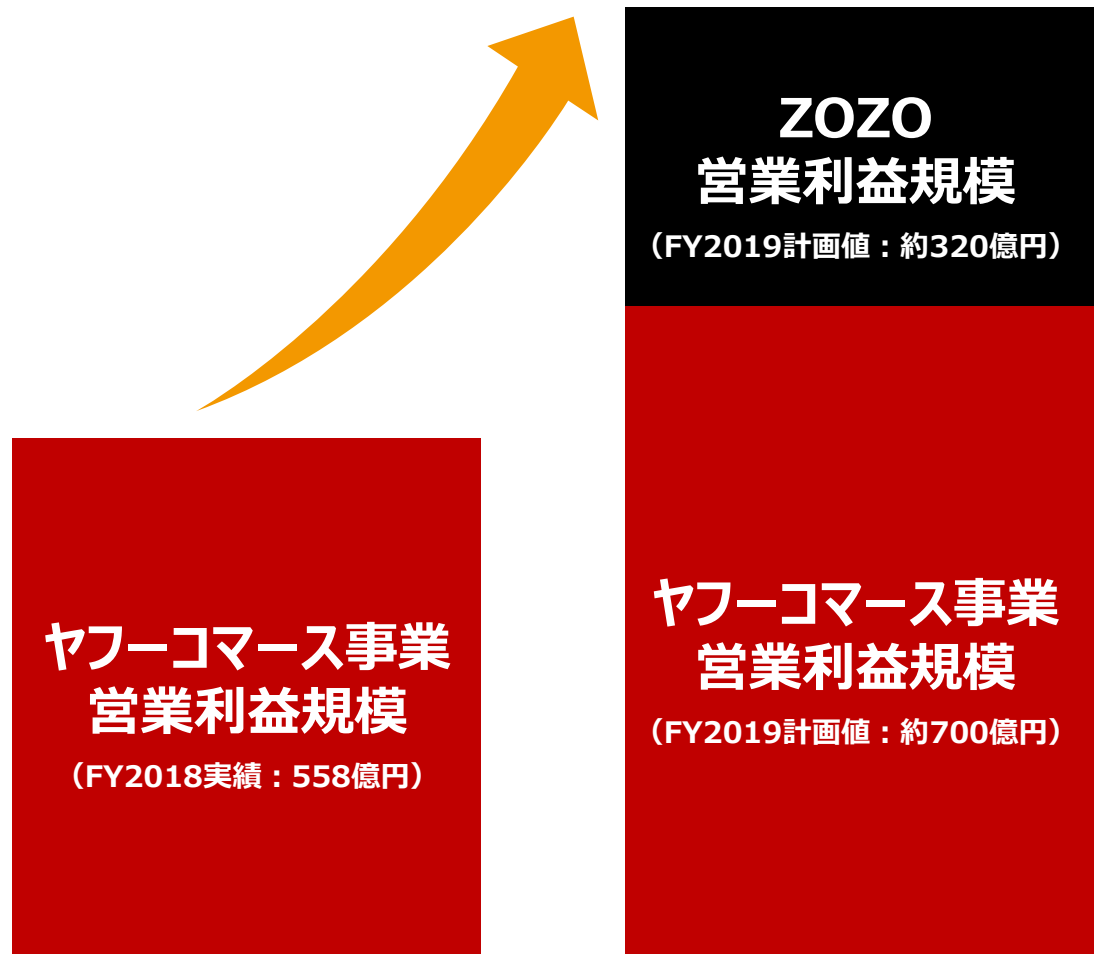 ZOZO
営業利益規模
（FY2019計画値：約320億円）
ヤフーコマース事業
営業利益規模
（FY2018実績：558億円）
ヤフーコマース事業
営業利益規模
（FY2019計画値：約700億円）